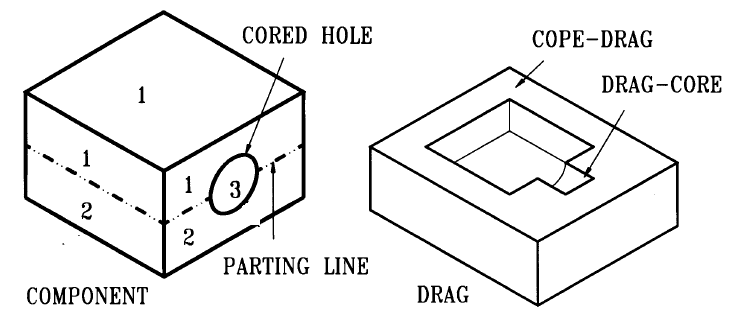 CORED HOLE
1
1
1
3
2
2
PARTING LINE
COMPONENT
COPE-DRAG
DRAG-CORE
DRAG